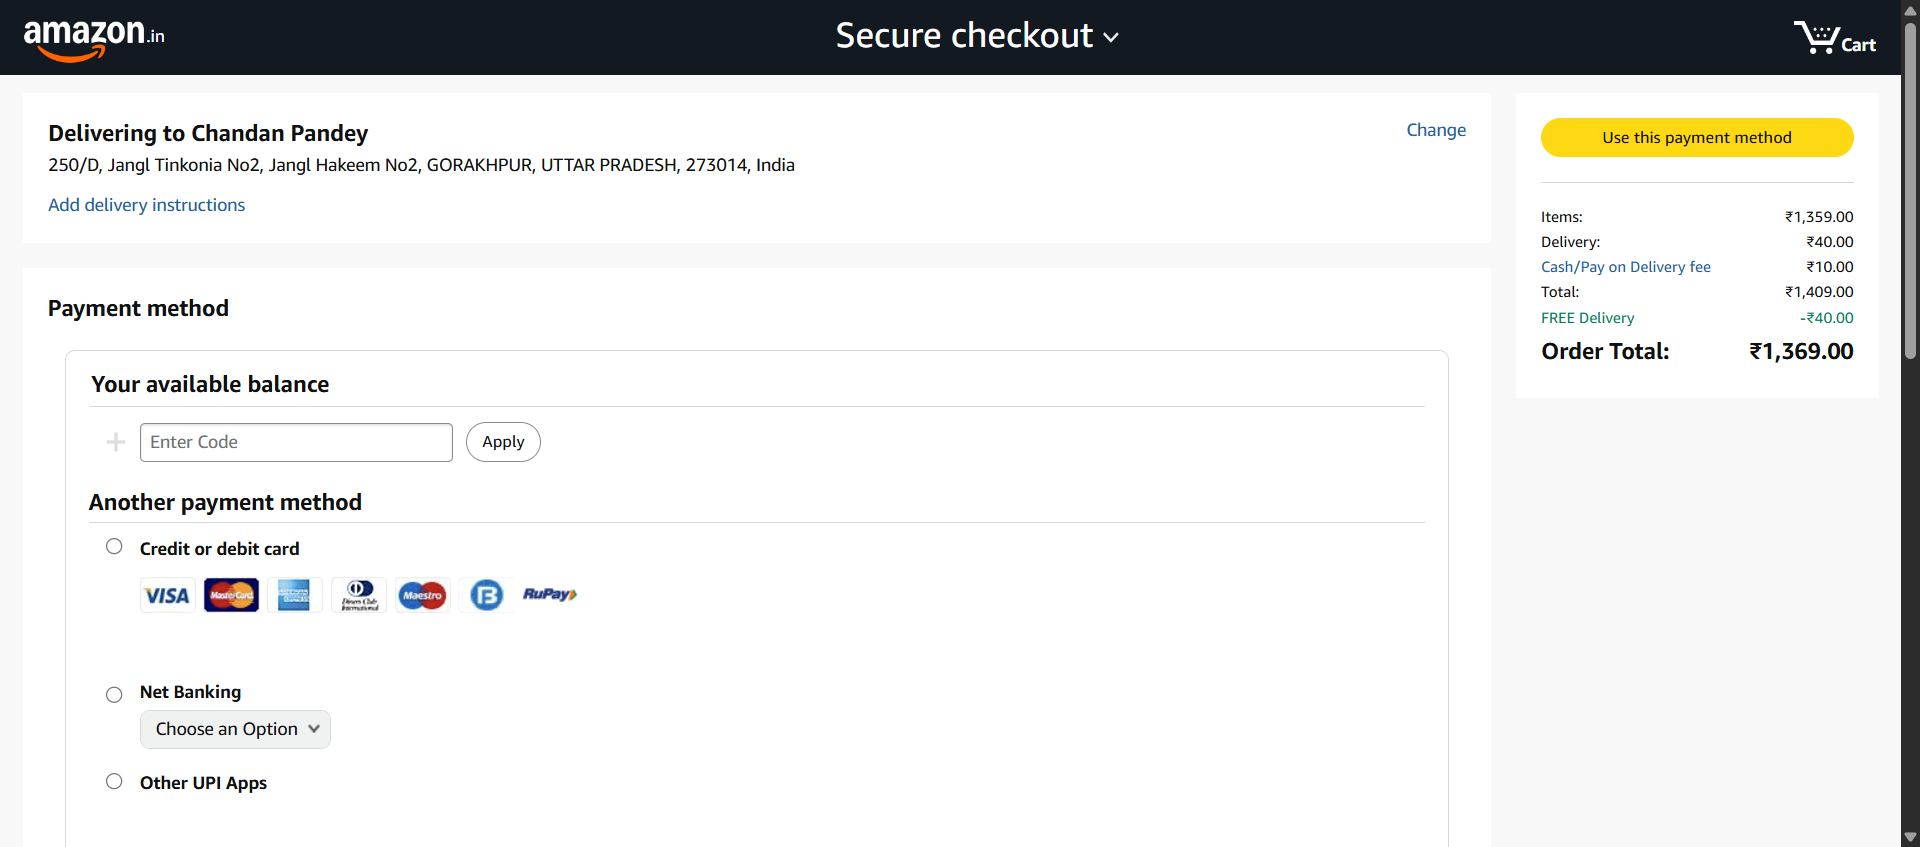 amazon.in
Secure checkout
Cart
Delivering to Chandan Pandey
Change
250/D, Jangl Tinkonia No2, Jangl Hakeem No2, GORAKHPUR, UTTAR PRADESH, 273014, India
Add delivery instructions
Payment method
Your available balance
Enter Code
Apply
Another payment method
Credit or debit card
VISA
MasterCard
Diners Club
International
Maestro
RuPay
Net Banking
Choose an Option
Other UPI Apps
Use this payment method
Items: ₹1,359.00
Delivery: ₹40.00
Cash/Pay on Delivery fee ₹10.00
Total: ₹1,409.00
FREE Delivery -₹40.00
Order Total: ₹1,369.00